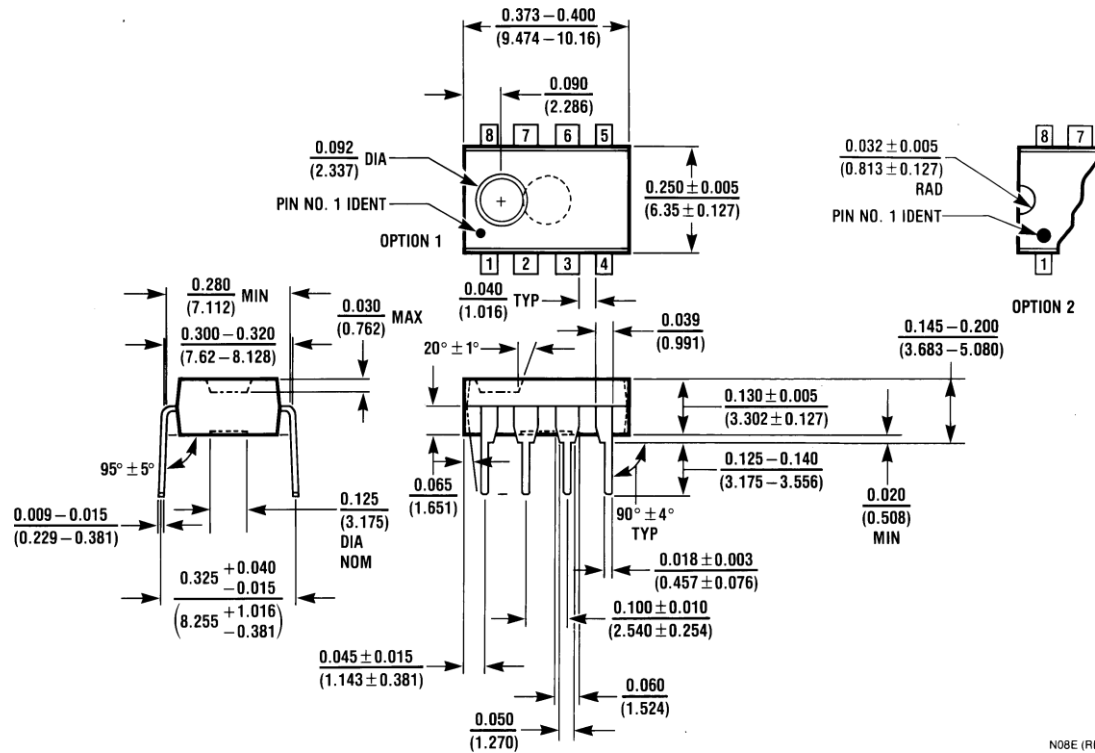 0.373 – 0.400
(9.474 – 10.16)
0.090
(2.286)
8 7 6 5
0.092 DIA
(2.337)
PIN NO. 1 IDENT
OPTION 1
0.250 ± 0.005
(6.35 ± 0.127)
1 2 3 4
0.032 ± 0.005
(0.813 ± 0.127)
RAD
PIN NO. 1 IDENT
8 7
1
OPTION 2
0.280 MIN
(7.112)
0.030 MAX
(0.762)
0.300 – 0.320
(7.62 – 8.128)
0.040 TYP
(1.016)
0.039
(0.991)
0.145 – 0.200
(3.683 – 5.080)
20° ± 1°
0.130 ± 0.005
(3.302 ± 0.127)
0.125 – 0.140
(3.175 – 3.556)
0.020
(0.508)
MIN
95° ± 5°
0.065
(1.651)
90° ± 4°
TYP
0.009 – 0.015
(0.229 – 0.381)
0.125
(3.175)
DIA
NOM
0.018 ± 0.003
(0.457 ± 0.076)
0.325 +0.040
-0.015
(8.255 +1.016)
-0.381
0.100 ± 0.010
(2.540 ± 0.254)
0.045 ± 0.015
(1.143 ± 0.381)
0.060
(1.524)
0.050
(1.270)
N08E